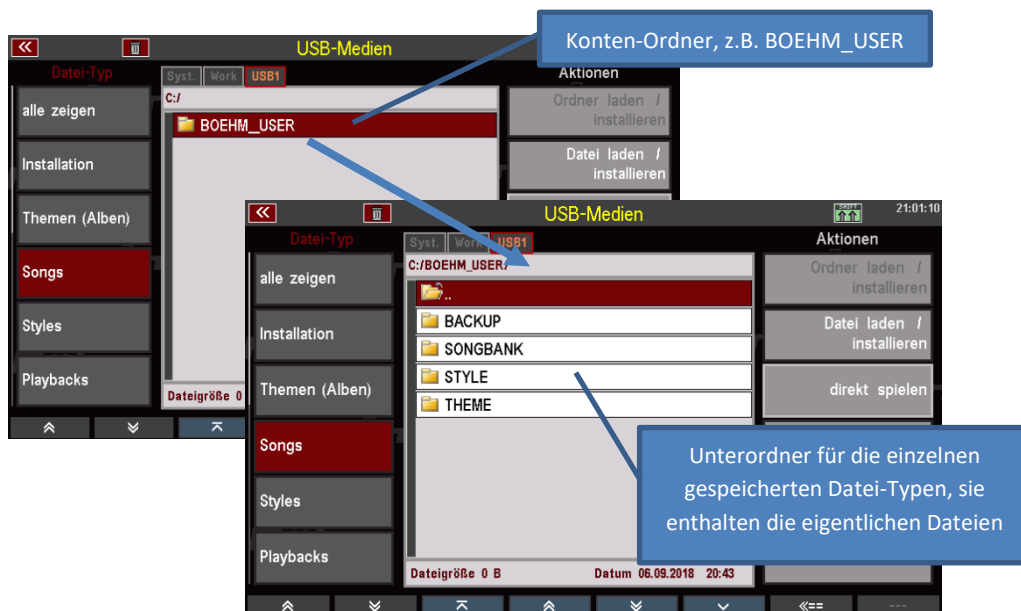 USB-Medien
Konten-Ordner, z.B. BOEHM_USER
Datei-Typ
Syst. Work USB1
Aktionen
C:/
alle zeigen
BOEHM_USER
Ordner laden /
installieren
Installation
Datei laden /
installieren
Themen (Alben)
Songs
Styles
Playbacks
Dateigröße 0
USB-Medien
SHIFT
21:01:10
Datei-Typ
Syst. Work USB1
Aktionen
C:/BOEHM_USER/
alle zeigen
..
Ordner laden /
installieren
Installation
BACKUP
SONGBANK
Datei laden /
installieren
Themen (Alben)
STYLE
THEME
direkt spielen
Songs
Styles
Playbacks
Unterordner für die einzelnen
gespeicherten Datei-Typen, sie
enthalten die eigentlichen Dateien
Dateigröße 0 B
Datum 06.09.2018 20:43
«==
---